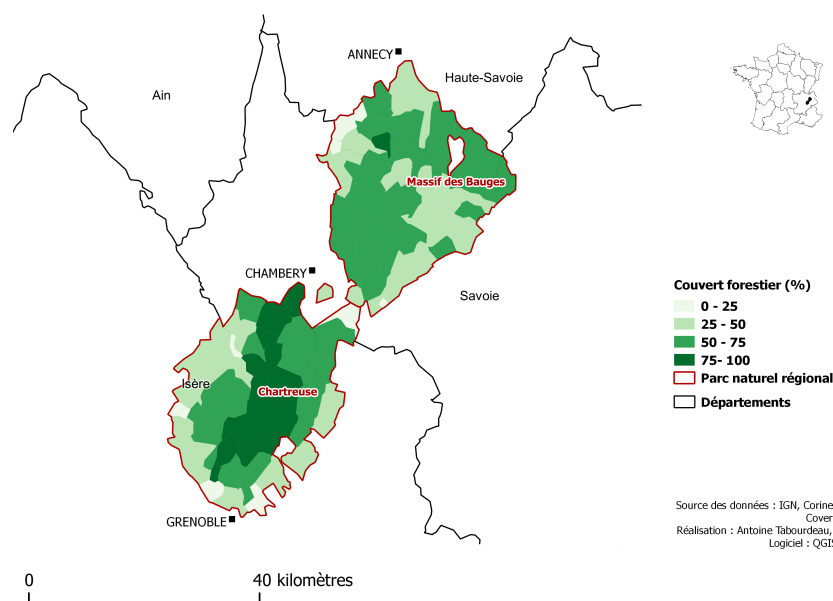 ANNECY
Haute-Savoie
Ain
Massif des Bauges
CHAMBERY
Savoie
Couvert forestier (%)
0 - 25
25 - 50
50 - 75
75- 100
Parc naturel régional
Départements
Isère
Chartreuse
GRENOBLE
Source des données : IGN, Corine
Cover
Réalisation : Antoine Tabourdeau,
Logiciel : QGIS
0
40 kilomètres